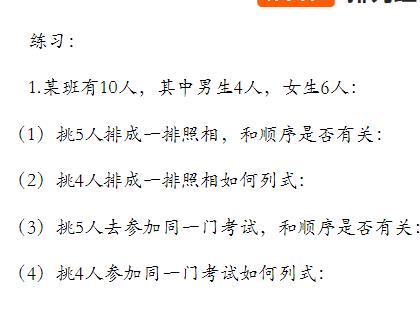 练习：
1.某班有10人，其中男生4人，女生6人：
（1）挑5人排成一排照相，和顺序是否有关：
（2）挑4人排成一排照相如何列式：
（3）挑5人去参加同一门考试，和顺序是否有关：
（4）挑4人参加同一门考试如何列式：